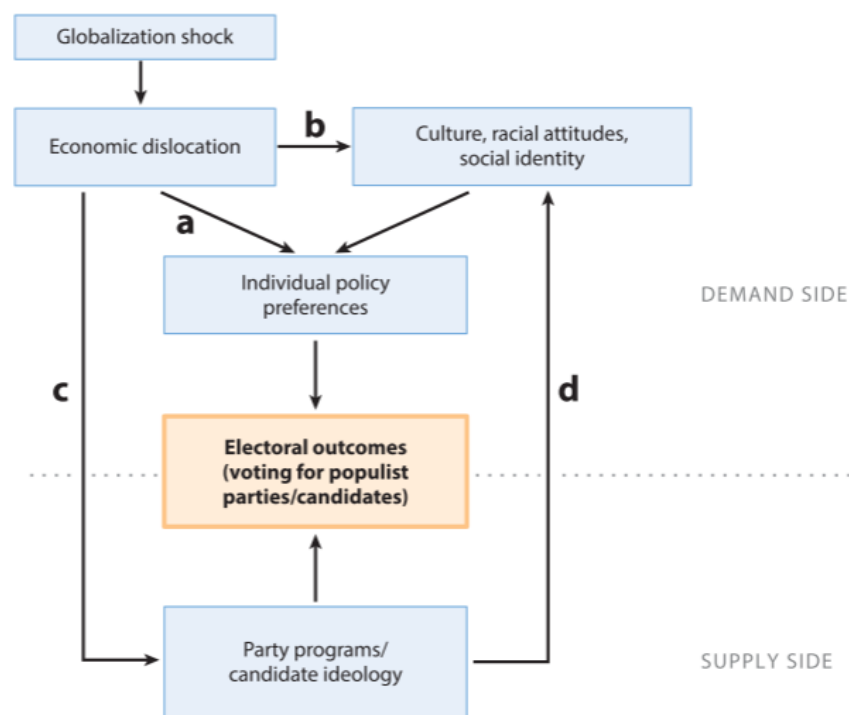 Globalization shock
Economic dislocation
b
Culture, racial attitudes,
social identity
a
Individual policy
preferences
DEMAND SIDE
c
d
Electoral outcomes
(voting for populist
parties/candidates)
Party programs/
candidate ideology
SUPPLY SIDE